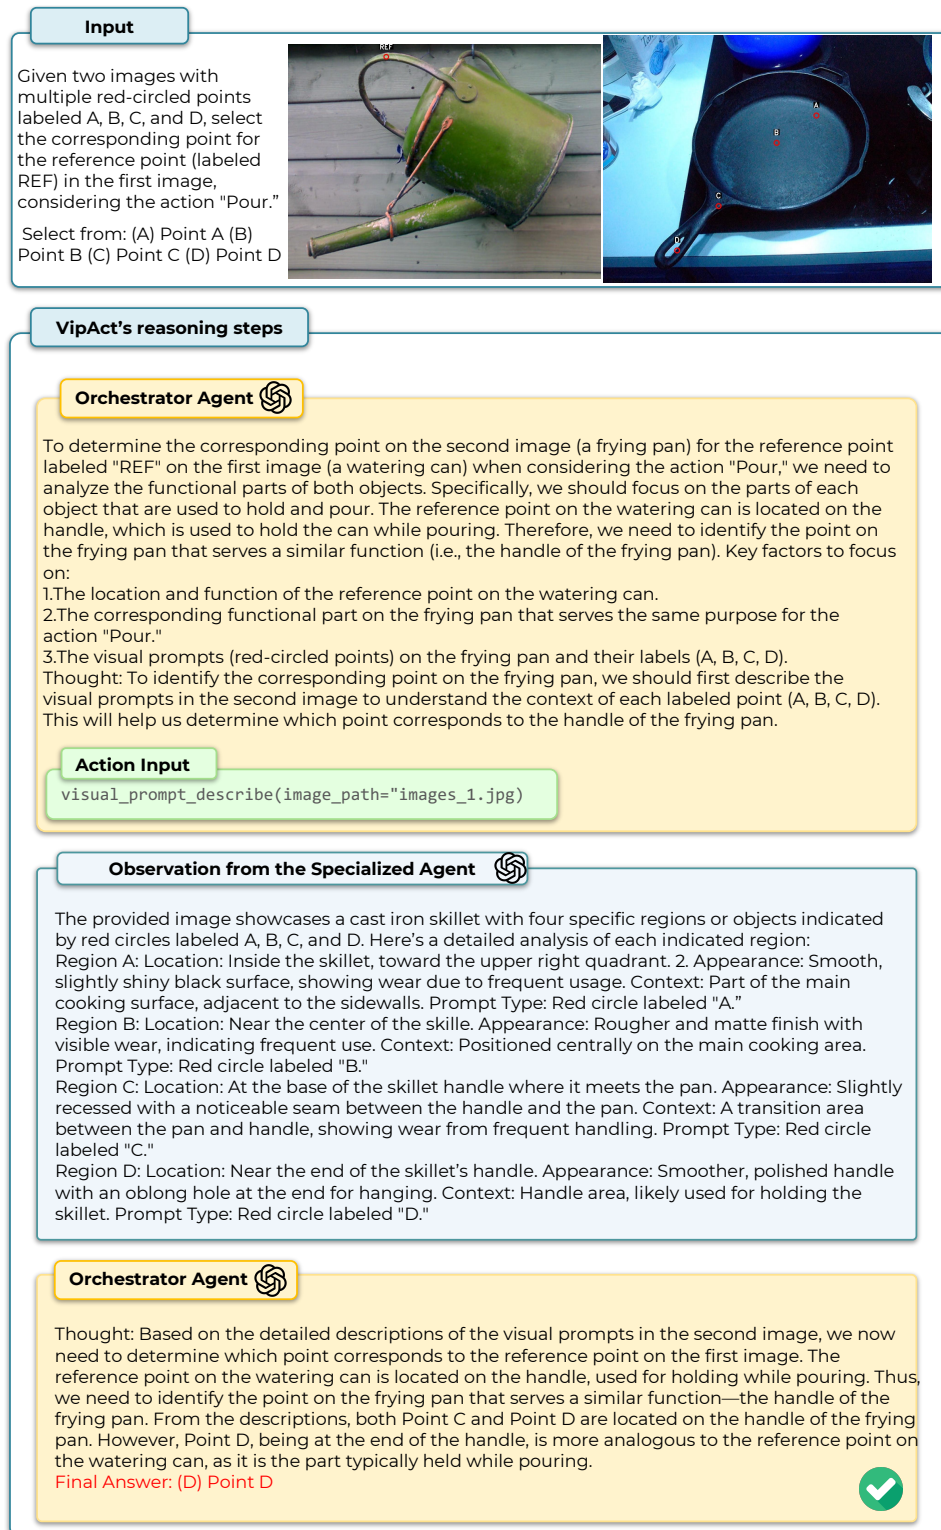 Input
Given two images with
multiple red-circled points
labeled A, B, C, and D, select
the corresponding point for
the reference point (labeled
REF) in the first image,
considering the action "Pour.”
Select from: (A) Point A (B)
Point B (C) Point C (D) Point D
REF
A
B
C
D
VipAct’s reasoning steps
Orchestrator Agent
To determine the corresponding point on the second image (a frying pan) for the reference point
labeled "REF" on the first image (a watering can) when considering the action "Pour," we need to
analyze the functional parts of both objects. Specifically, we should focus on the parts of each
object that are used to hold and pour. The reference point on the watering can is located on the
handle, which is used to hold the can while pouring. Therefore, we need to identify the point on
the frying pan that serves a similar function (i.e., the handle of the frying pan). Key factors to focus
on:
1.The location and function of the reference point on the watering can.
2.The corresponding functional part on the frying pan that serves the same purpose for the
action "Pour."
3.The visual prompts (red-circled points) on the frying pan and their labels (A, B, C, D).
Thought: To identify the corresponding point on the frying pan, we should first describe the
visual prompts in the second image to understand the context of each labeled point (A, B, C, D).
This will help us determine which point corresponds to the handle of the frying pan.
Action Input
visual_prompt_describe(image_path="images_1.jpg)
Observation from the Specialized Agent
The provided image showcases a cast iron skillet with four specific regions or objects indicated
by red circles labeled A, B, C, and D. Here’s a detailed analysis of each indicated region:
Region A: Location: Inside the skillet, toward the upper right quadrant. 2. Appearance: Smooth,
slightly shiny black surface, showing wear due to frequent usage. Context: Part of the main
cooking surface, adjacent to the sidewalls. Prompt Type: Red circle labeled "A.”
Region B: Location: Near the center of the skille. Appearance: Rougher and matte finish with
visible wear, indicating frequent use. Context: Positioned centrally on the main cooking area.
Prompt Type: Red circle labeled "B."
Region C: Location: At the base of the skillet handle where it meets the pan. Appearance: Slightly
recessed with a noticeable seam between the handle and the pan. Context: A transition area
between the pan and handle, showing wear from frequent handling. Prompt Type: Red circle
labeled "C."
Region D: Location: Near the end of the skillet’s handle. Appearance: Smoother, polished handle
with an oblong hole at the end for hanging. Context: Handle area, likely used for holding the
skillet. Prompt Type: Red circle labeled "D."
Orchestrator Agent
Thought: Based on the detailed descriptions of the visual prompts in the second image, we now
need to determine which point corresponds to the reference point on the first image. The
reference point on the watering can is located on the handle, used for holding while pouring. Thus,
we need to identify the point on the frying pan that serves a similar function—the handle of the
frying pan. From the descriptions, both Point C and Point D are located on the handle of the frying
pan. However, Point D, being at the end of the handle, is more analogous to the reference point on
the watering can, as it is the part typically held while pouring.
Final Answer: (D) Point D